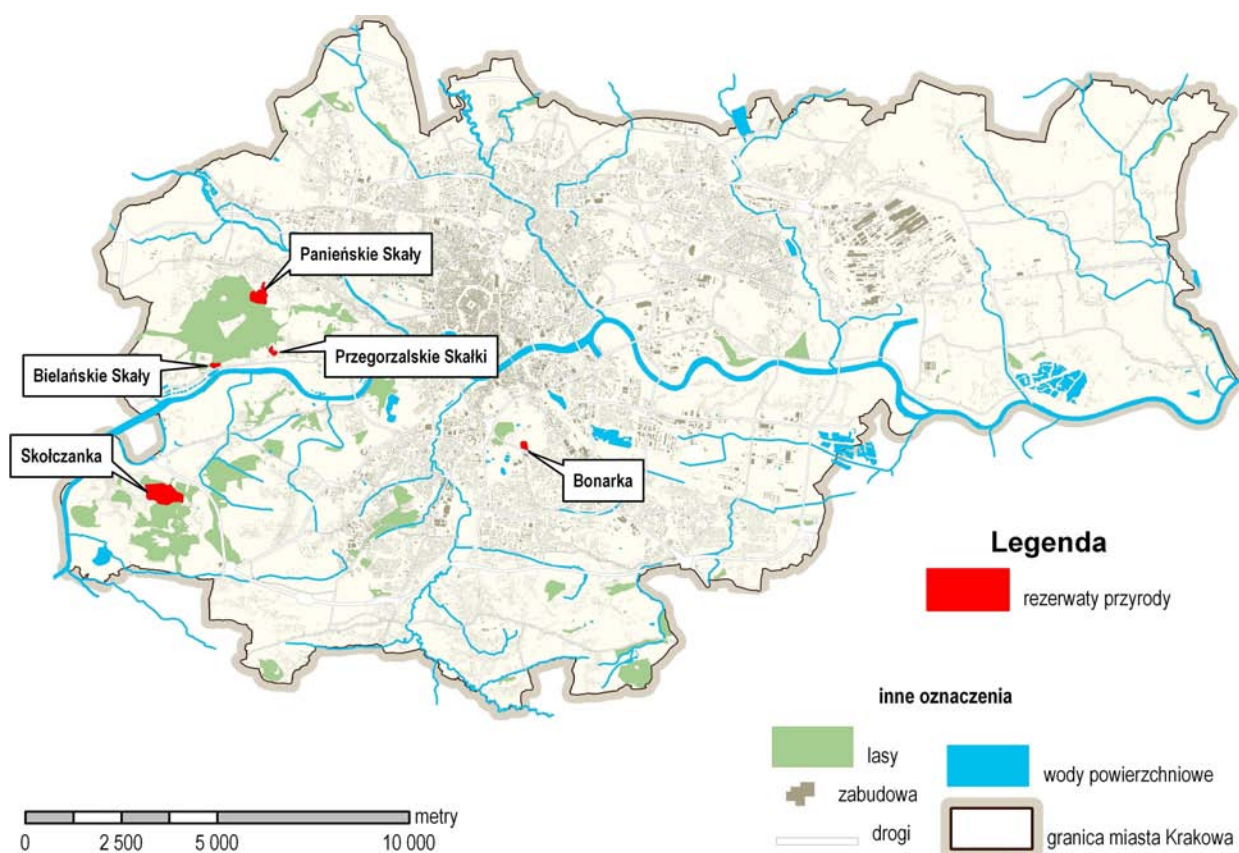 Panieńskie Skały
Przegorzalskie Skałki
Bielańskie Skały
Skołczanka
Bonarka
Legenda
rezerwaty przyrody
inne oznaczenia
lasy
wody powierzchniowe
zabudowa
drogi
granica miasta Krakowa
metry
0 2 500 5 000 10 000